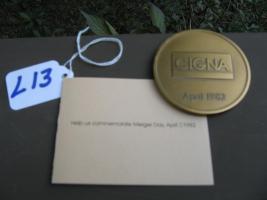 L13
CIGNA
April 1982
Help us commemorate Merger Day, April 1, 1982